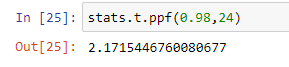 In [25]: stats.t.ppf(0.98,24)
Out[25]: 2.1715446760080677